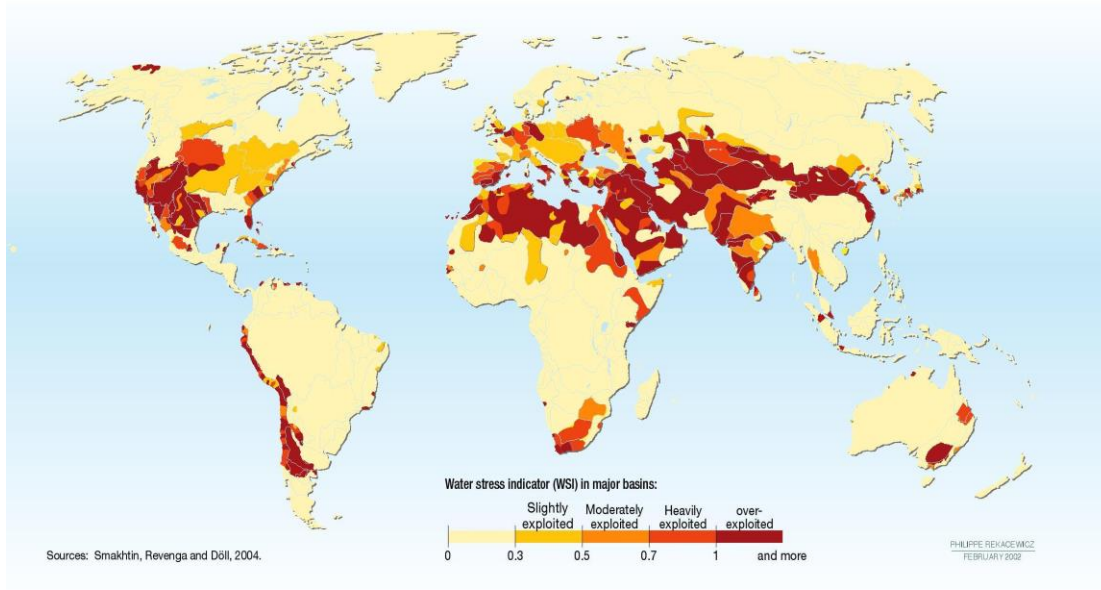 Water stress indicator (WSI) in major basins:
Slightly exploited
Moderately exploited
Heavily exploited
over-exploited
0 0.3 0.5 0.7 1 and more
Sources: Smakhtin, Revenga and Döll, 2004.
PHILIPPE REKACEWICZ
FEBRUARY 2002